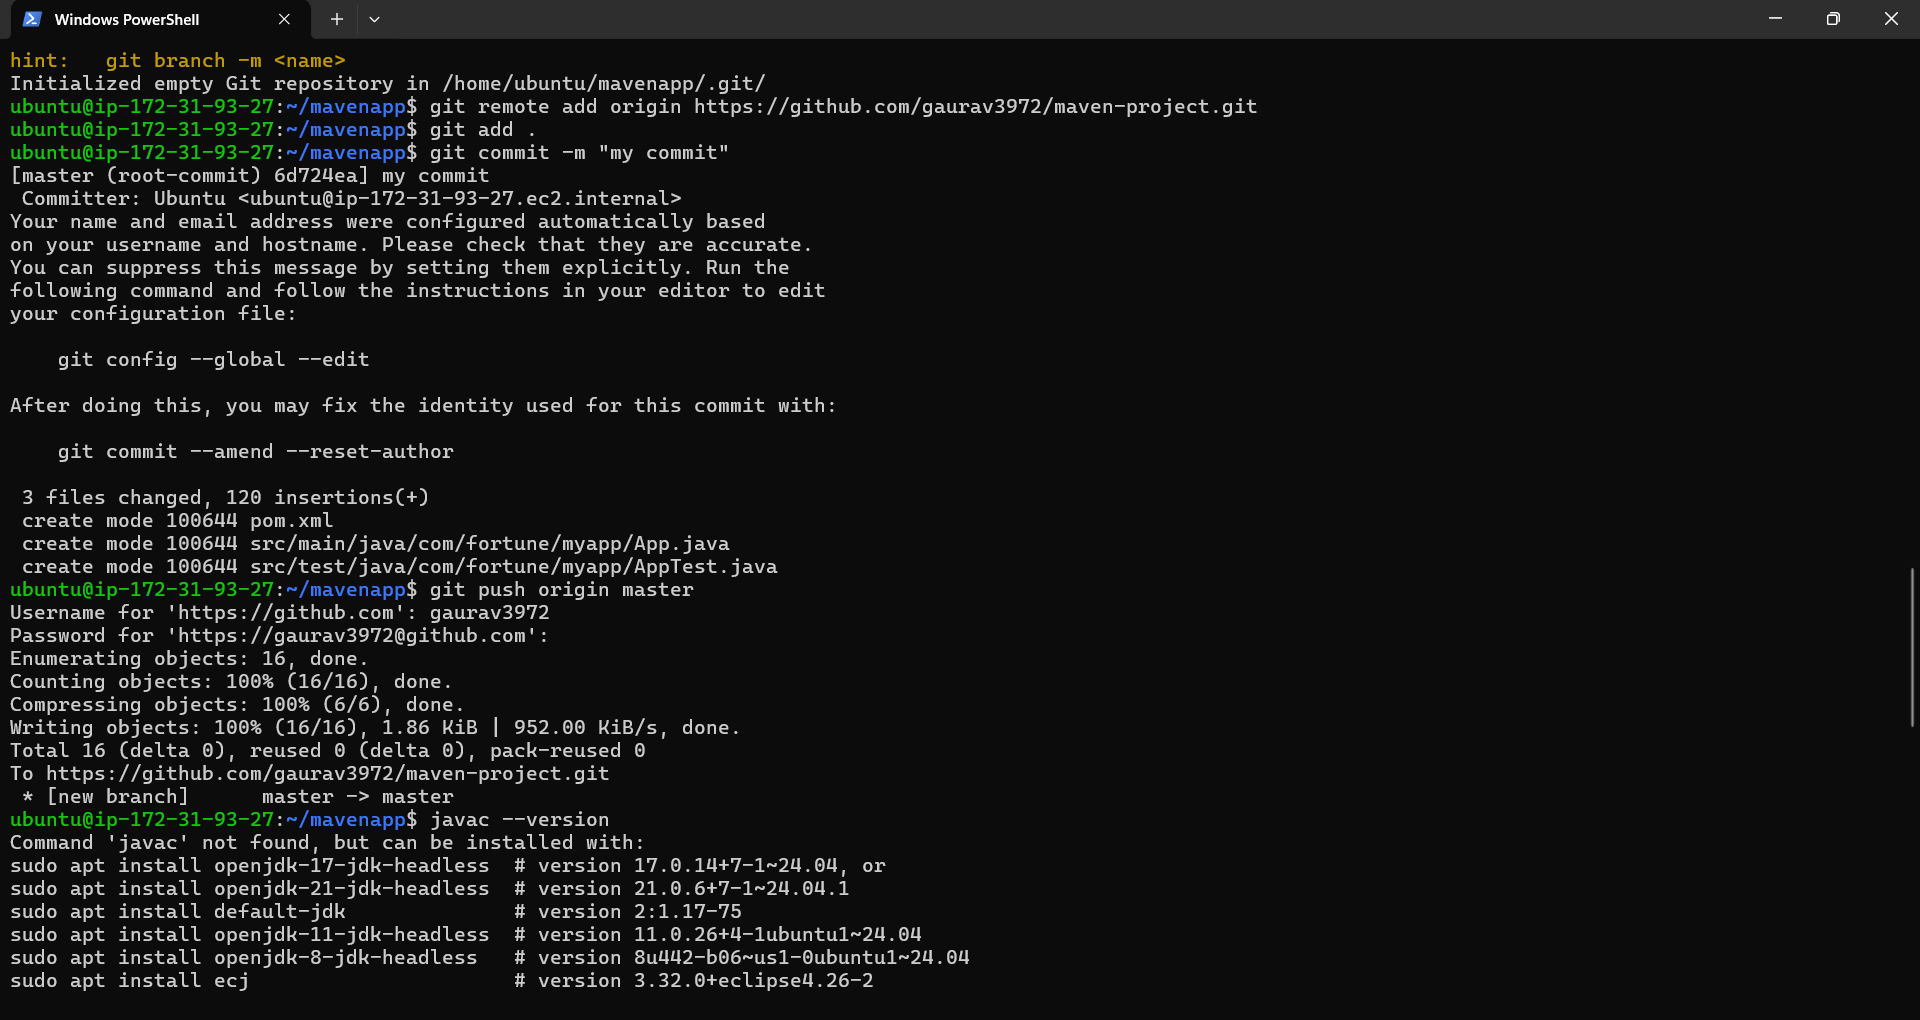 Windows PowerShell
hint:   git branch -m <name>
Initialized empty Git repository in /home/ubuntu/mavenapp/.git/
ubuntu@ip-172-31-93-27:~/mavenapp$ git remote add origin https://github.com/gaurav3972/maven-project.git
ubuntu@ip-172-31-93-27:~/mavenapp$ git add .
ubuntu@ip-172-31-93-27:~/mavenapp$ git commit -m "my commit"
[master (root-commit) 6d724ea] my commit
 Committer: Ubuntu <ubuntu@ip-172-31-93-27.ec2.internal>
Your name and email address were configured automatically based
on your username and hostname. Please check that they are accurate.
You can suppress this message by setting them explicitly. Run the
following command and follow the instructions in your editor to edit
your configuration file:
    git config --global --edit
After doing this, you may fix the identity used for this commit with:
    git commit --amend --reset-author
 3 files changed, 120 insertions(+)
 create mode 100644 pom.xml
 create mode 100644 src/main/java/com/fortune/myapp/App.java
 create mode 100644 src/test/java/com/fortune/myapp/AppTest.java
ubuntu@ip-172-31-93-27:~/mavenapp$ git push origin master
Username for 'https://github.com': gaurav3972
Password for 'https://gaurav3972@github.com':
Enumerating objects: 16, done.
Counting objects: 100% (16/16), done.
Compressing objects: 100% (6/6), done.
Writing objects: 100% (16/16), 1.86 KiB | 952.00 KiB/s, done.
Total 16 (delta 0), reused 0 (delta 0), pack-reused 0
To https://github.com/gaurav3972/maven-project.git
 * [new branch]      master -> master
ubuntu@ip-172-31-93-27:~/mavenapp$ javac --version
Command 'javac' not found, but can be installed with:
sudo apt install openjdk-17-jdk-headless  # version 17.0.14+7-1~24.04, or
sudo apt install openjdk-21-jdk-headless  # version 21.0.6+7-1~24.04.1
sudo apt install default-jdk              # version 2:1.17-75
sudo apt install openjdk-11-jdk-headless  # version 11.0.26+4-1ubuntu1~24.04
sudo apt install openjdk-8-jdk-headless   # version 8u442-b06~us1-0ubuntu1~24.04
sudo apt install ecj                      # version 3.32.0+eclipse4.26-2